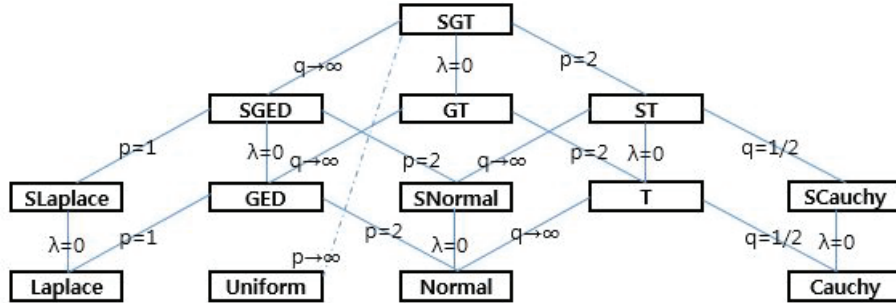 SGT
q→∞ λ=0 p=2
SGED GT ST
p=1 λ=0 q→∞ p=2 q→∞ p=2 λ=0 q=1/2
SLaplace GED SNormal T SCauchy
λ=0 p=1 p→∞ p=2 λ=0 q→∞ q=1/2 λ=0
Laplace Uniform Normal Cauchy